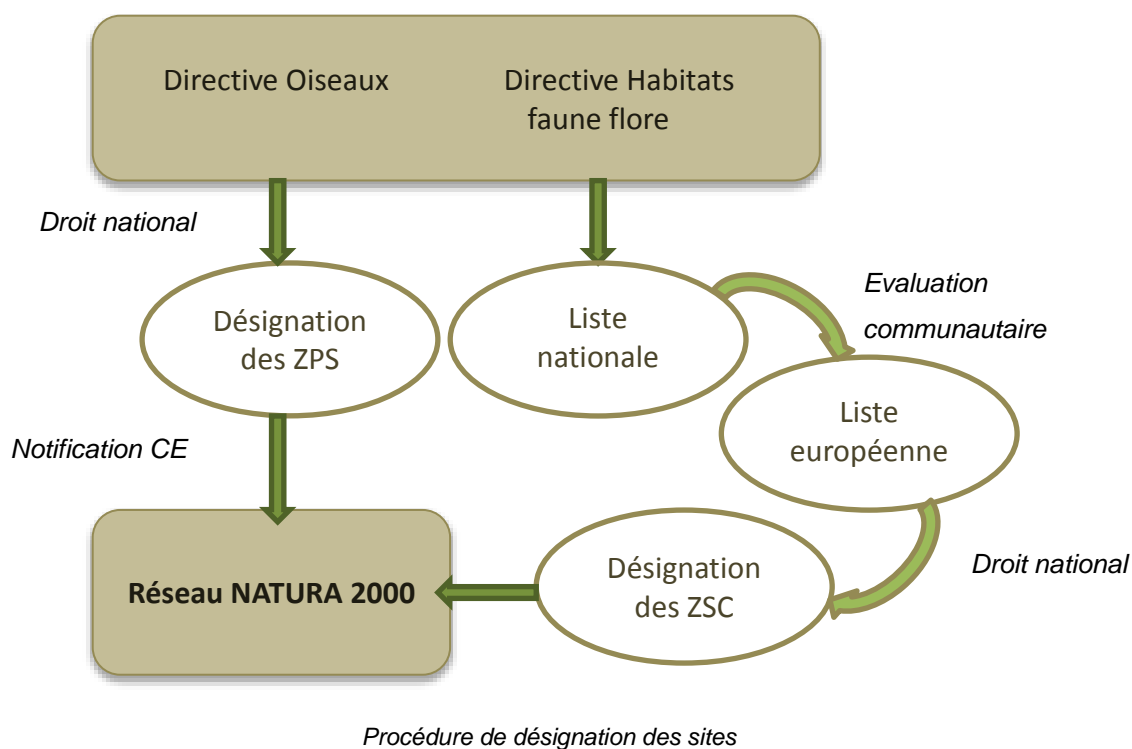 Directive Oiseaux
Directive Habitats
faune flore
Droit national
Désignation
des ZPS
Liste
nationale
Evaluation
communautaire
Liste
européenne
Notification CE
Droit national
Désignation
des ZSC
Réseau NATURA 2000
Procédure de désignation des sites